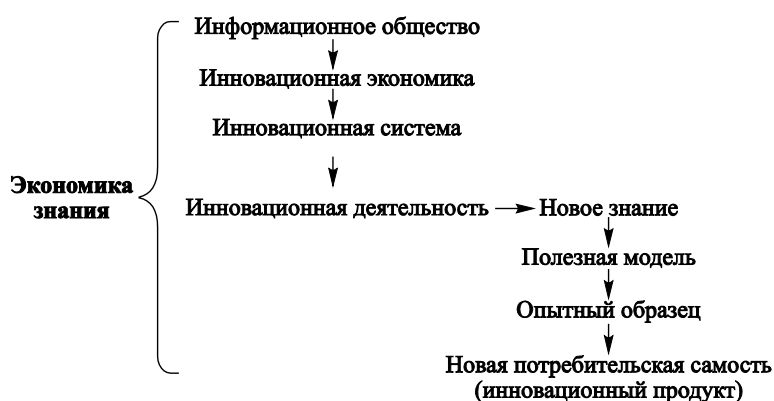 Информационное общество
Инновационная экономика
Инновационная система
Экономика
знания
Инновационная деятельность
Новое знание
Полезная модель
Опытный образец
Новая потребительская самость
(инновационный продукт)